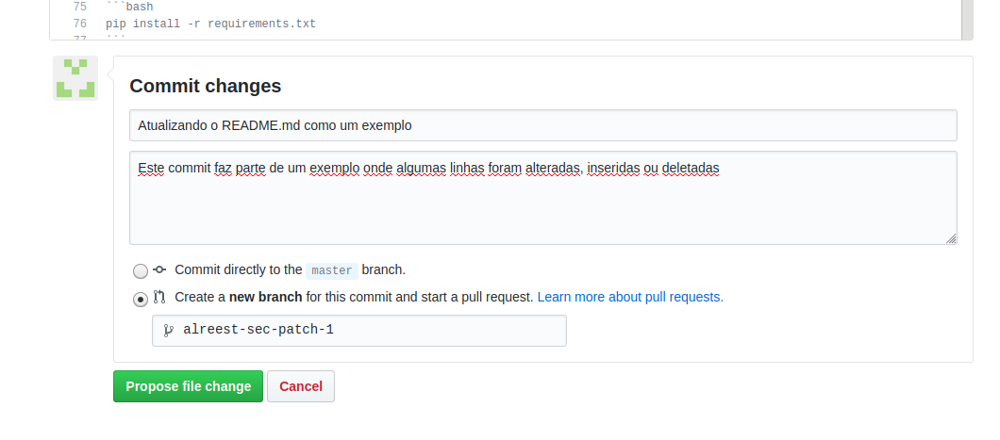 75 ```bash
76 pip install -r requirements.txt
77 ```
Commit changes
Atualizando o README.md como um exemplo
Este commit faz parte de um exemplo onde algumas linhas foram alteradas, inseridas ou deletadas
Commit directly to the master branch.
Create a new branch for this commit and start a pull request. Learn more about pull requests.
alreest-sec-patch-1
Propose file change Cancel